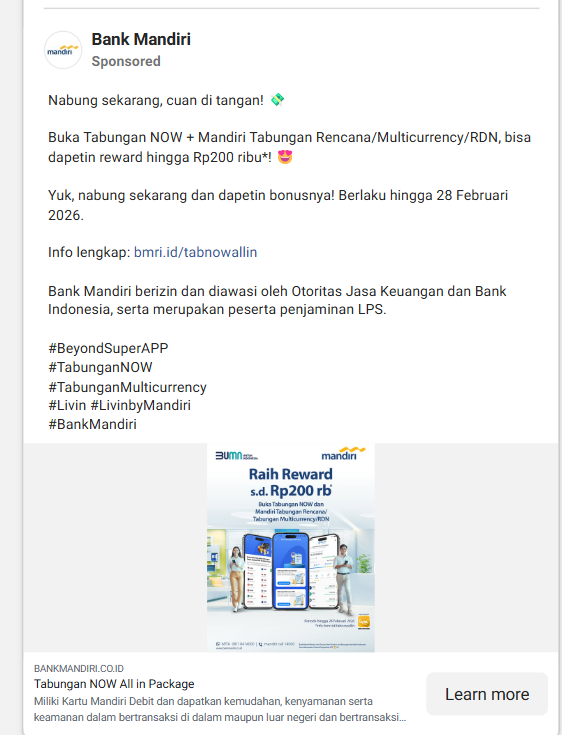 mandiri
Bank Mandiri
Sponsored
Nabung sekarang, cuan di tangan! 💸
Buka Tabungan NOW + Mandiri Tabungan Rencana/Multicurrency/RDN, bisa
dapetin reward hingga Rp200 ribu*! 😍
Yuk, nabung sekarang dan dapetin bonusnya! Berlaku hingga 28 Februari
2026.
Info lengkap: bmri.id/tabnowallin
Bank Mandiri berizin dan diawasi oleh Otoritas Jasa Keuangan dan Bank
Indonesia, serta merupakan peserta penjaminan LPS.
#BeyondSuperAPP
#TabunganNOW
#TabunganMulticurrency
#Livin #LivinbyMandiri
#BankMandiri
BUMN
mandiri
Raih Reward
s.d. Rp200 rb*
Buka Tabungan NOW dan
Mandiri Tabungan Rencana/
Tabungan Multicurrency/RDN
BANKMANDIRI.CO.ID
Tabungan NOW All in Package
Miliki Kartu Mandiri Debit dan dapatkan kemudahan, kenyamanan serta
keamanan dalam bertransaksi di dalam maupun luar negeri dan bertransaksi...
Learn more